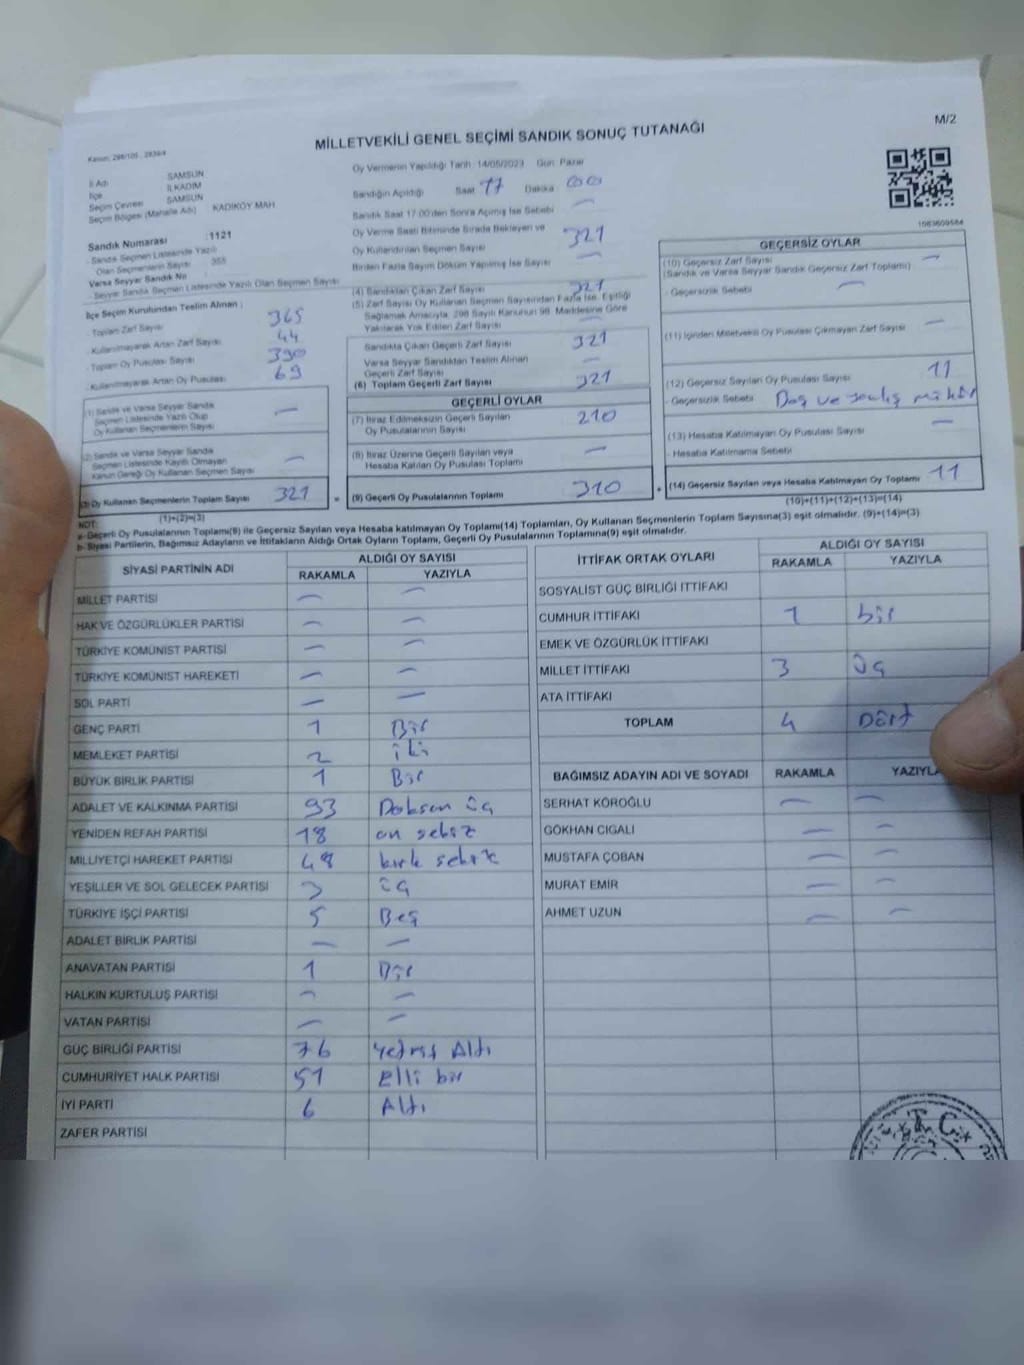 M/2
MİLLETVEKİLİ GENEL SEÇİMİ SANDIK SONUÇ TUTANAĞI
İl Adı SAMSUN
İlçe İLKADIM
Seçim Çevresi SAMSUN
Seçim Bölgesi (Mahalle Adı) KADIKÖY MAH.
Sandık Numarası : 1121
- Sandık Seçmen Listesinde Yazılı
Olan Seçmenlerin Sayısı : 355
Varsa Seyyar Sandık No :
- Seyyar Sandık Seçmen Listesinde Yazılı Olan Seçmen Sayısı
İlçe Seçim Kurulundan Teslim Alınan :
- Toplam Zarf Sayısı 365
- Kullanılmayarak Artan Zarf Sayısı 44
- Toplam Oy Pusulası Sayısı 390
- Kullanılmayarak Artan Oy Pusulası 69
Oy Vermenin Yapıldığı Tarih : 14/05/2023 Gün : Pazar
Sandığın Açıldığı Saat 17 Dakika 00
Sandık Saat 17:00'den Sonra Açılmış İse Sebebi —
Oy Verme Saati Bitiminde Sırada Bekleyen ve
Oy Kullandırılan Seçmen Sayısı 321
Birden Fazla Sayım Döküm Yapılmış İse Sayısı —
(4) Sandıktan Çıkan Zarf Sayısı 321
(5) Zarf Sayısı Oy Kullanan Seçmen Sayısından Fazla İse, Eşitliği
Sağlamak Amacıyla, 298 Sayılı Kanunun 98. Maddesine Göre
Yakılarak Yok Edilen Zarf Sayısı —
Sandıkta Çıkan Geçerli Zarf Sayısı 321
Varsa Seyyar Sandıktan Teslim Alınan
Geçerli Zarf Sayısı —
(6) Toplam Geçerli Zarf Sayısı 321
(1) Sandık ve Varsa Seyyar Sandık
Seçmen Listesinde Yazılı Olup
Oy Kullanan Seçmenlerin Sayısı —
(2) Sandık ve Varsa Seyyar Sandık
Seçmen Listesinde Kayıtlı Olmayan
Kanun Gereği Oy Kullanan Seçmen Sayısı —
(3) Oy Kullanan Seçmenlerin Toplam Sayısı 321
(1)+(2)=(3)
=
GEÇERLİ OYLAR
(7) İtiraz Edilmeksizin Geçerli Sayılan
Oy Pusulalarının Sayısı 210
(8) İtiraz Üzerine Geçerli Sayılan veya
Hesaba Katılan Oy Pusulası Toplamı —
(9) Geçerli Oy Pusulalarının Toplamı 310
+
1083609584
GEÇERSİZ OYLAR
(10) Geçersiz Zarf Sayısı —
(Sandık ve Varsa Seyyar Sandık Geçersiz Zarf Toplamı)
- Geçersizlik Sebebi —
(11) İçinden Milletvekili Oy Pusulası Çıkmayan Zarf Sayısı —
(12) Geçersiz Sayılan Oy Pusulası Sayısı 11
- Geçersizlik Sebebi Boş ve yanlış mühür
(13) Hesaba Katılmayan Oy Pusulası Sayısı —
- Hesaba Katılmama Sebebi
(14) Geçersiz Sayılan veya Hesaba Katılmayan Oy Toplamı 11
(10)+(11)+(12)+(13)=(14)
NOT:
a- Geçerli Oy Pusulaları Toplamı(9) ile Geçersiz Sayılan veya Hesaba katılmayan Oy Toplamı(14) Toplamları, Oy Kullanan Seçmenlerin Toplam Sayısına(3) eşit olmalıdır. (9)+(14)=(3)
b- Siyasi Partilerin, Bağımsız Adayların ve İttifakların Aldığı Ortak Oyların Toplamı, Geçerli Oy Pusulalarının Toplamına(9) eşit olmalıdır.
SİYASİ PARTİNİN ADI ALDIĞI OY SAYISI
RAKAMLA YAZIYLA
MİLLET PARTİSİ — —
HAK VE ÖZGÜRLÜKLER PARTİSİ — —
TÜRKİYE KOMÜNİST PARTİSİ — —
TÜRKİYE KOMÜNİST HAREKETİ — —
SOL PARTİ — —
GENÇ PARTİ 1 Bir
MEMLEKET PARTİSİ 2 iki
BÜYÜK BİRLİK PARTİSİ 1 Bir
ADALET VE KALKINMA PARTİSİ 93 Doksan üç
YENİDEN REFAH PARTİSİ 18 on sekiz
MİLLİYETÇİ HAREKET PARTİSİ 48 kırk sekiz
YEŞİLLER VE SOL GELECEK PARTİSİ 3 üç
TÜRKİYE İŞÇİ PARTİSİ 5 Beş
ADALET BİRLİK PARTİSİ — —
ANAVATAN PARTİSİ 1 Bir
HALKIN KURTULUŞ PARTİSİ — —
VATAN PARTİSİ — —
GÜÇ BİRLİĞİ PARTİSİ 76 Yetmiş Altı
CUMHURİYET HALK PARTİSİ 51 Elli bir
İYİ PARTİ 6 Altı
ZAFER PARTİSİ
İTTİFAK ORTAK OYLARI ALDIĞI OY SAYISI
RAKAMLA YAZIYLA
SOSYALİST GÜÇ BİRLİĞİ İTTİFAKI
CUMHUR İTTİFAKI 1 bir
EMEK VE ÖZGÜRLÜK İTTİFAKI
MİLLET İTTİFAKI 3 Üç
ATA İTTİFAKI
TOPLAM 4 Dört
BAĞIMSIZ ADAYIN ADI VE SOYADI RAKAMLA YAZIYLA
SERHAT KÖROĞLU — —
GÖKHAN CIGALI — —
MUSTAFA ÇOBAN — —
MURAT EMİR — —
AHMET UZUN — —
T.C.